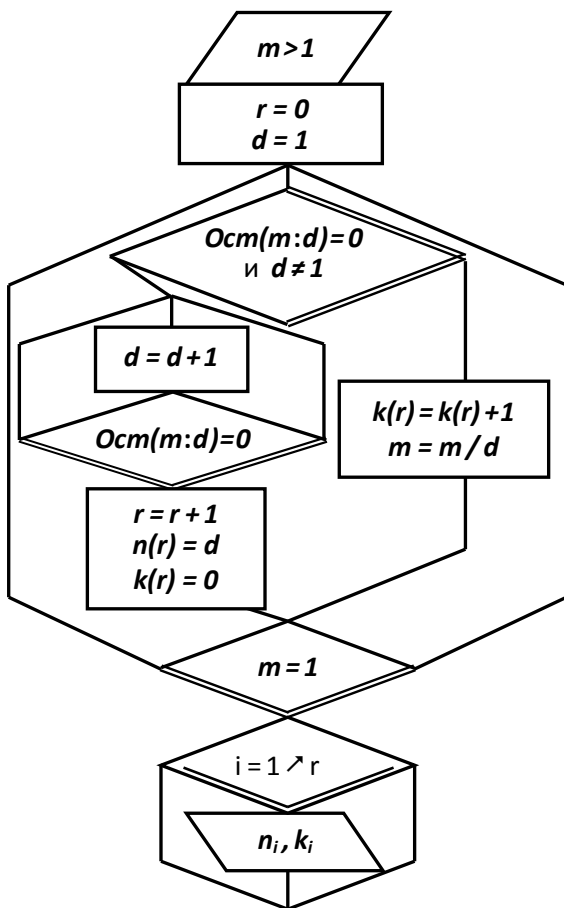 m>1
r = 0
d = 1
Ост(m:d)=0
и d≠1
d = d+1
k(r) = k(r)+1
m = m / d
Ост(m:d)=0
r = r + 1
n(r) = d
k(r) = 0
m = 1
i = 1 ↗ r
nᵢ , kᵢ